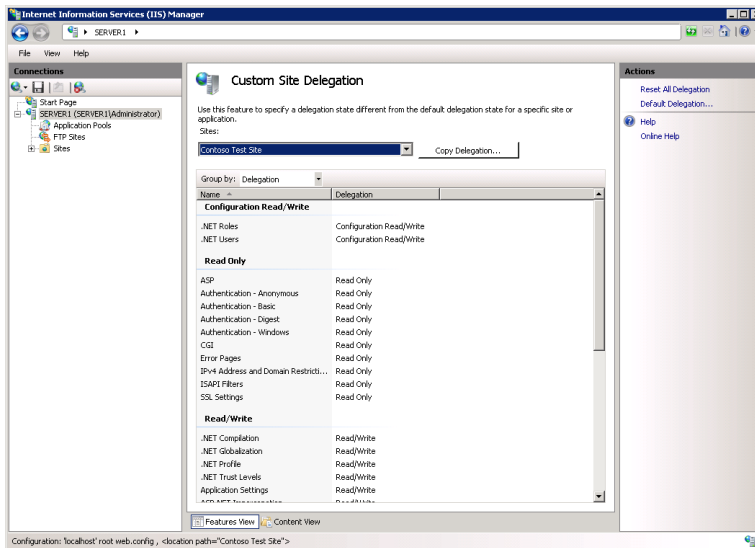 Internet Information Services (IIS) Manager
SERVER1
File View Help
Connections
Start Page
SERVER1 (SERVER1\Administrator)
Application Pools
FTP Sites
Sites
Custom Site Delegation
Use this feature to specify a delegation state different from the default delegation state for a specific site or
application.
Sites:
Contoso Test Site
Copy Delegation...
Group by: Delegation
Name Delegation
Configuration Read/Write
.NET Roles Configuration Read/Write
.NET Users Configuration Read/Write
Read Only
ASP Read Only
Authentication - Anonymous Read Only
Authentication - Basic Read Only
Authentication - Digest Read Only
Authentication - Windows Read Only
CGI Read Only
Error Pages Read Only
IPv4 Address and Domain Restricti... Read Only
ISAPI Filters Read Only
SSL Settings Read Only
Read/Write
.NET Compilation Read/Write
.NET Globalization Read/Write
.NET Profile Read/Write
.NET Trust Levels Read/Write
Application Settings Read/Write
Features View Content View
Actions
Reset All Delegation
Default Delegation...
Help
Online Help
Configuration: 'localhost' root web.config , <location path="Contoso Test Site">